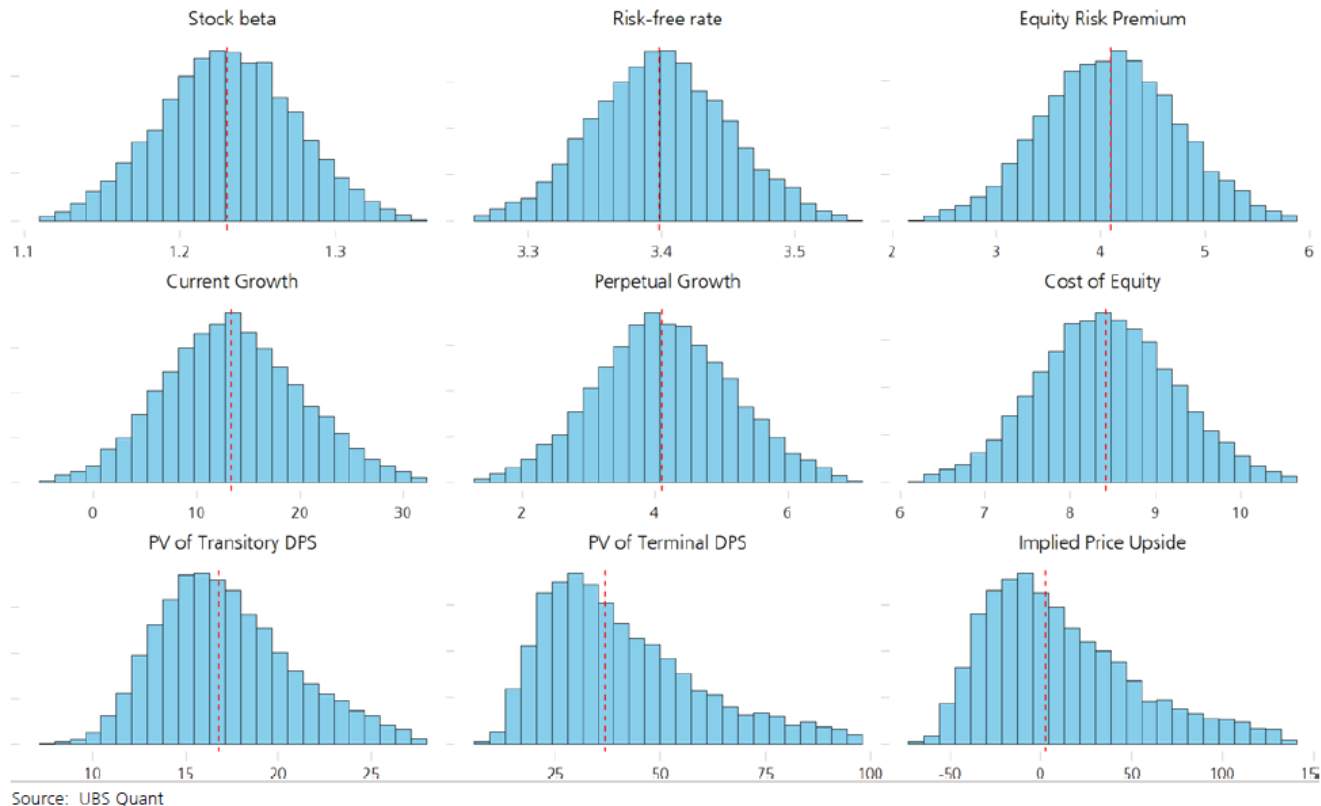 Stock beta Risk-free rate Equity Risk Premium
1.1 1.2 1.3 3.3 3.4 3.5 2 3 4 5 6
Current Growth Perpetual Growth Cost of Equity
0 10 20 30 2 4 6 6 7 8 9 10
PV of Transitory DPS PV of Terminal DPS Implied Price Upside
10 15 20 25 25 50 75 100 -50 0 50 100
Source: UBS Quant